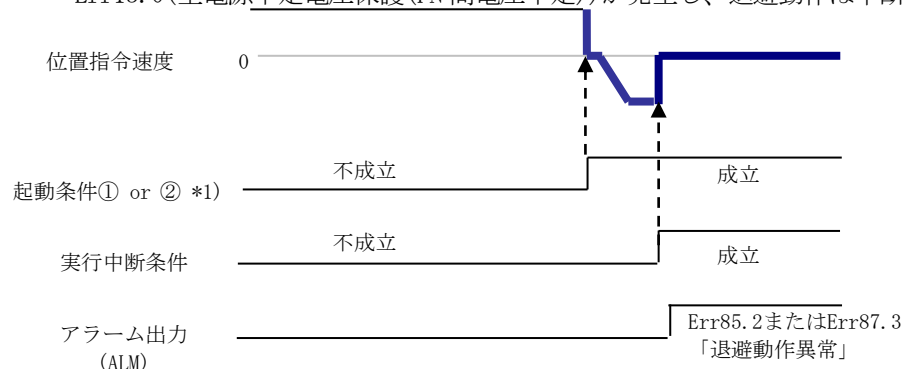 Err13.0(主電源不足電圧保護(PN間電圧不足))が発生し、退避動作は中断
位置指令速度
0
起動条件① or ② *1)
不成立
成立
実行中断条件
不成立
成立
アラーム出力
(ALM)
Err85.2またはErr87.3
「退避動作異常」